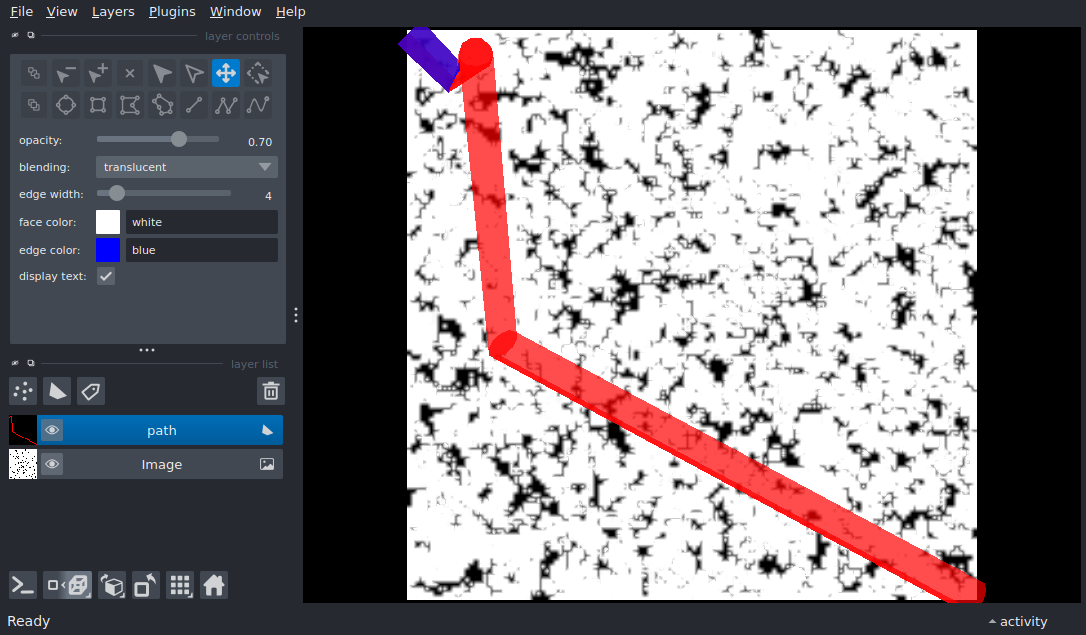 File View Layers Plugins Window Help
layer controls
opacity: 0.70
blending: translucent
edge width: 4
face color: white
edge color: blue
display text:
layer list
path
Image
Ready
activity